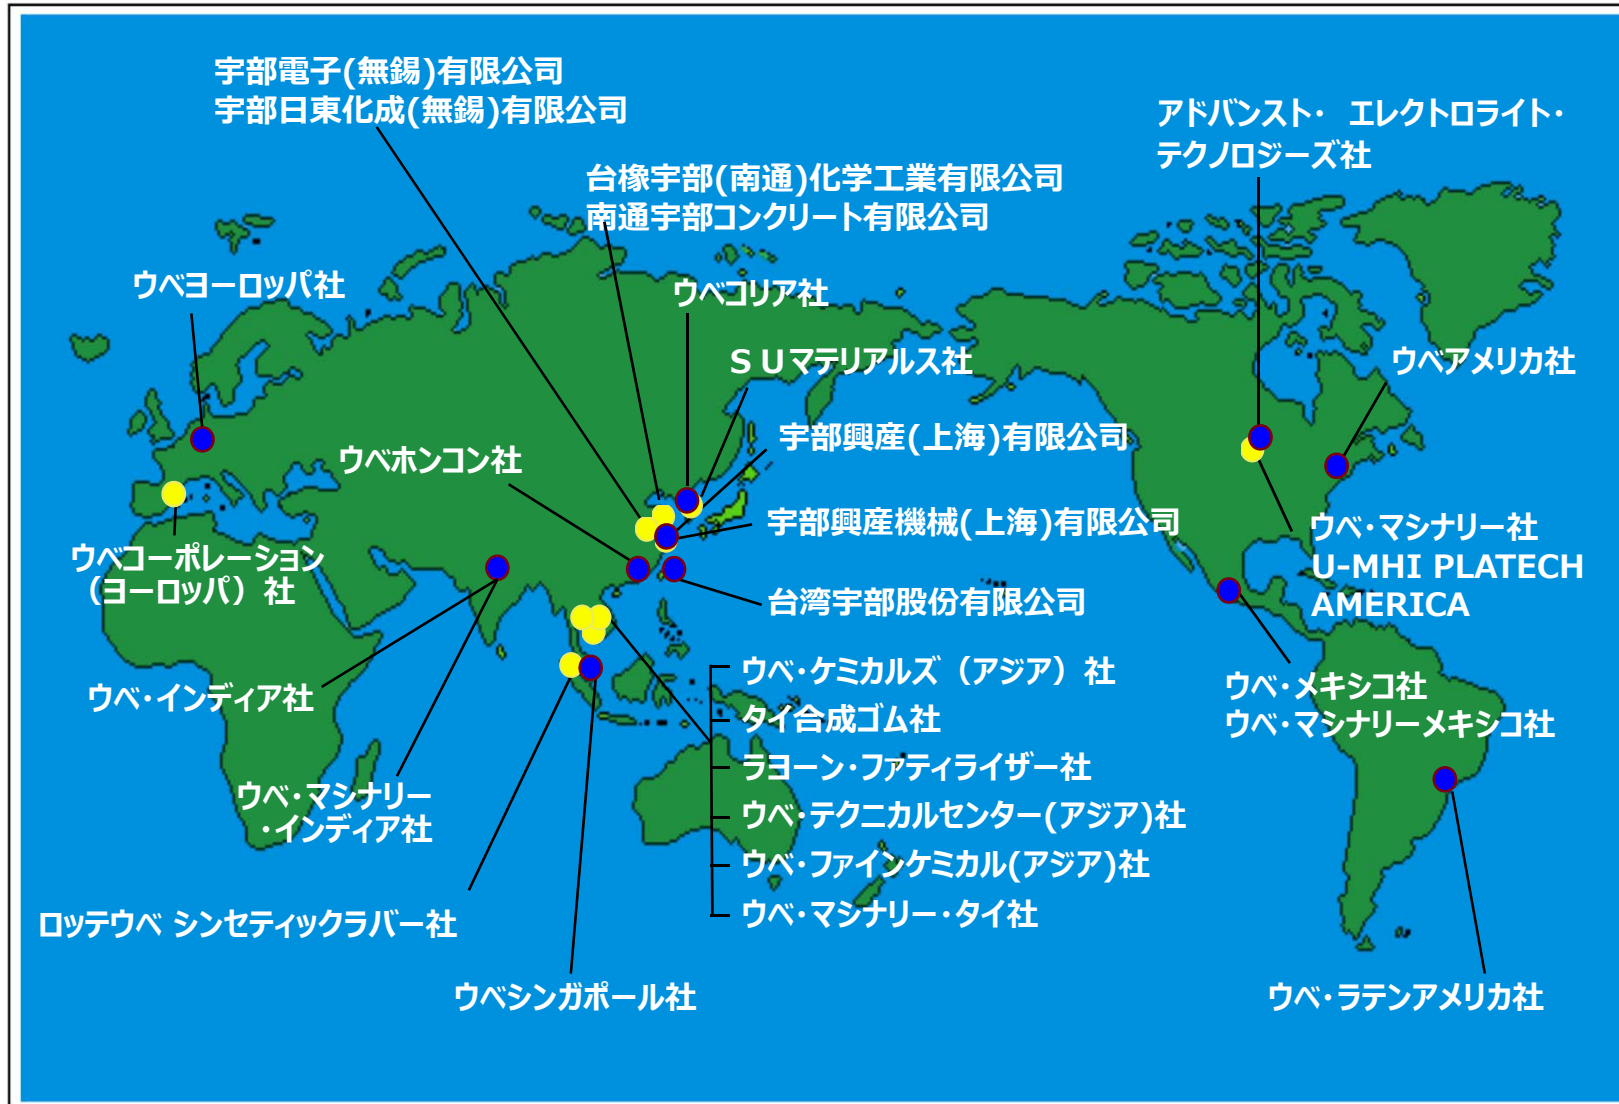 宇部電子(無錫)有限公司
宇部日東化成(無錫)有限公司
アドバンスト・ エレクトロライト・
テクノロジーズ社
台橡宇部(南通)化学工業有限公司
南通宇部コンクリート有限公司
ウベヨーロッパ社
ウベコリア社
ＳＵマテリアルス社
ウベアメリカ社
宇部興産(上海)有限公司
ウベホンコン社
宇部興産機械(上海)有限公司
ウベ・マシナリー社
U-MHI PLATECH
AMERICA
ウベコーポレーション
（ヨーロッパ）社
台湾宇部股份有限公司
ウベ・ケミカルズ（アジア）社
ウベ・インディア社
ウベ・メキシコ社
ウベ・マシナリーメキシコ社
タイ合成ゴム社
ラヨーン・ファティライザー社
ウベ・マシナリー
・インディア社
ウベ・テクニカルセンター(アジア)社
ウベ・ファインケミカル(アジア)社
ウベ・マシナリー・タイ社
ロッテウベ シンセティックラバー社
ウベシンガポール社
ウベ・ラテンアメリカ社